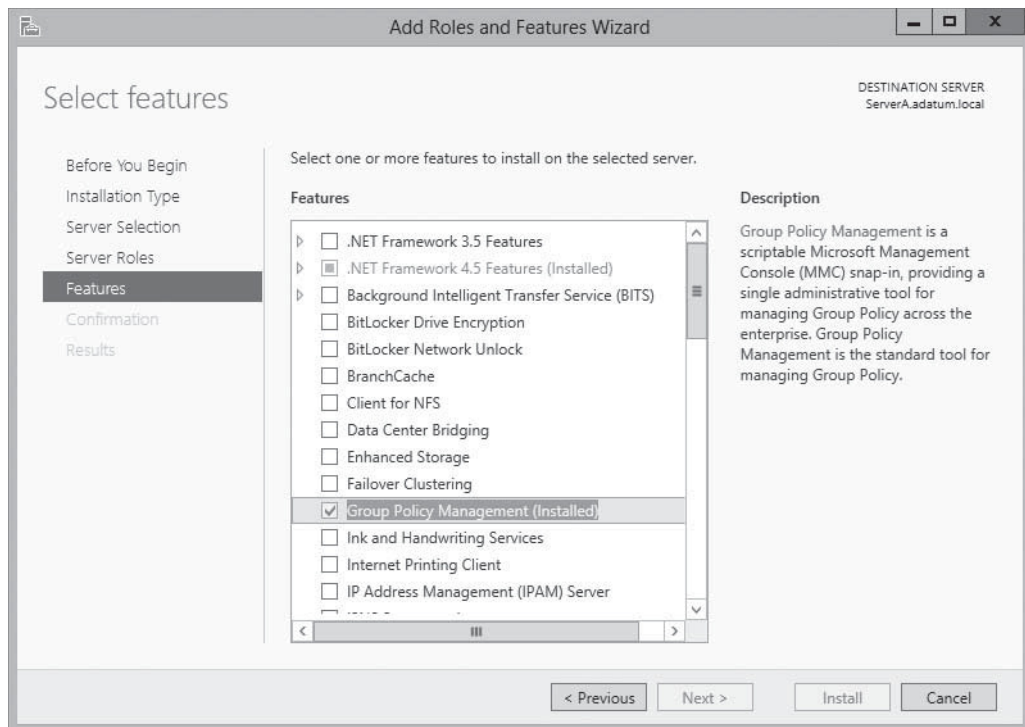 Add Roles and Features Wizard
Select features
DESTINATION SERVER
ServerA.adatum.local
Before You Begin
Installation Type
Server Selection
Server Roles
Features
Confirmation
Results
Select one or more features to install on the selected server.
Features
.NET Framework 3.5 Features
.NET Framework 4.5 Features (Installed)
Background Intelligent Transfer Service (BITS)
BitLocker Drive Encryption
BitLocker Network Unlock
BranchCache
Client for NFS
Data Center Bridging
Enhanced Storage
Failover Clustering
Group Policy Management (Installed)
Ink and Handwriting Services
Internet Printing Client
IP Address Management (IPAM) Server
Description
Group Policy Management is a
scriptable Microsoft Management
Console (MMC) snap-in, providing a
single administrative tool for
managing Group Policy across the
enterprise. Group Policy
Management is the standard tool for
managing Group Policy.
< Previous
Next >
Install
Cancel